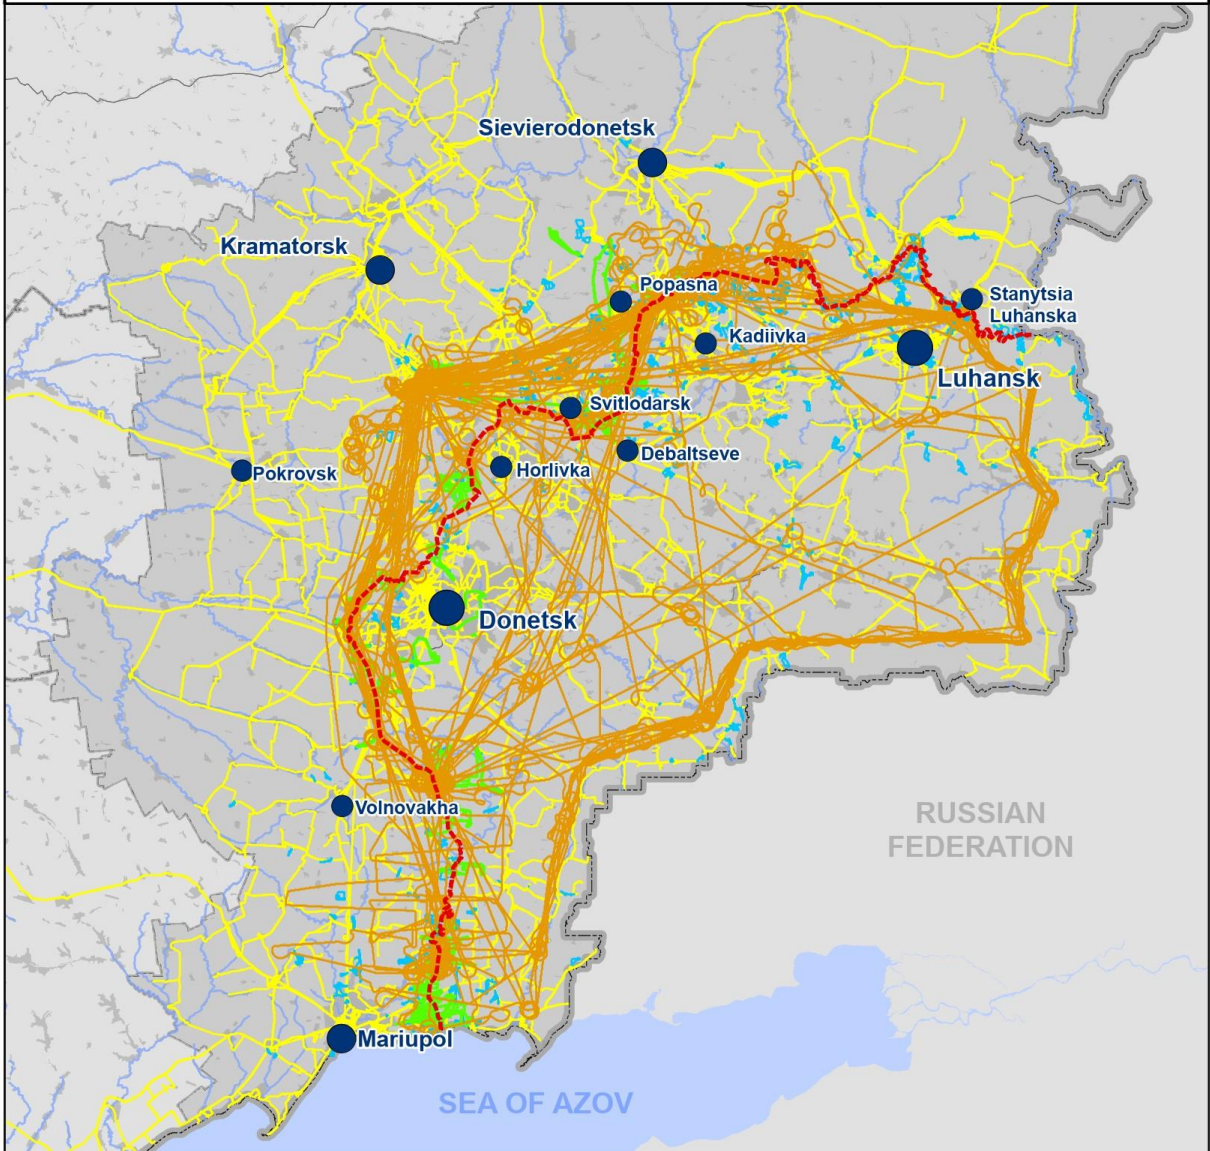 Sievierodonetsk
Kramatorsk
Popasna
Stanytsia
Luhanska
Kadiivka
Luhansk
Svitlodarsk
Debaltseve
Pokrovsk
Horlivka
Donetsk
Volnovakha
RUSSIAN
FEDERATION
Mariupol
SEA OF AZOV